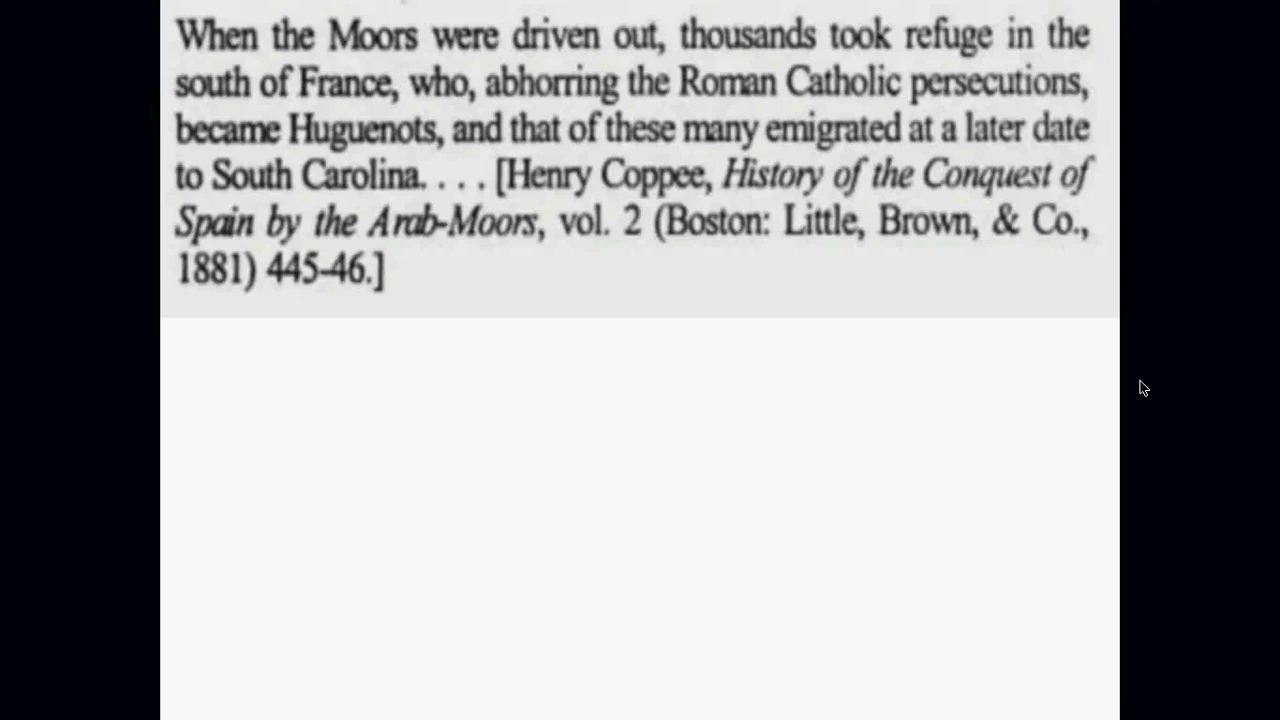 When the Moors were driven out, thousands took refuge in the
south of France, who, abhorring the Roman Catholic persecutions,
became Huguenots, and that of these many emigrated at a later date
to South Carolina. . . . [Henry Coppee, History of the Conquest of
Spain by the Arab-Moors, vol. 2 (Boston: Little, Brown, & Co.,
1881) 445-46.]